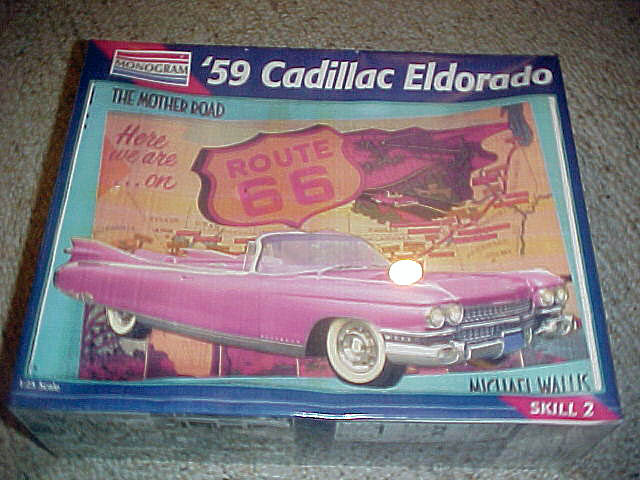 MONOGRAM
'59 Cadillac Eldorado
THE MOTHER ROAD
Here
we are
...on
ROUTE
66
MICHAEL WALLIS
SKILL 2